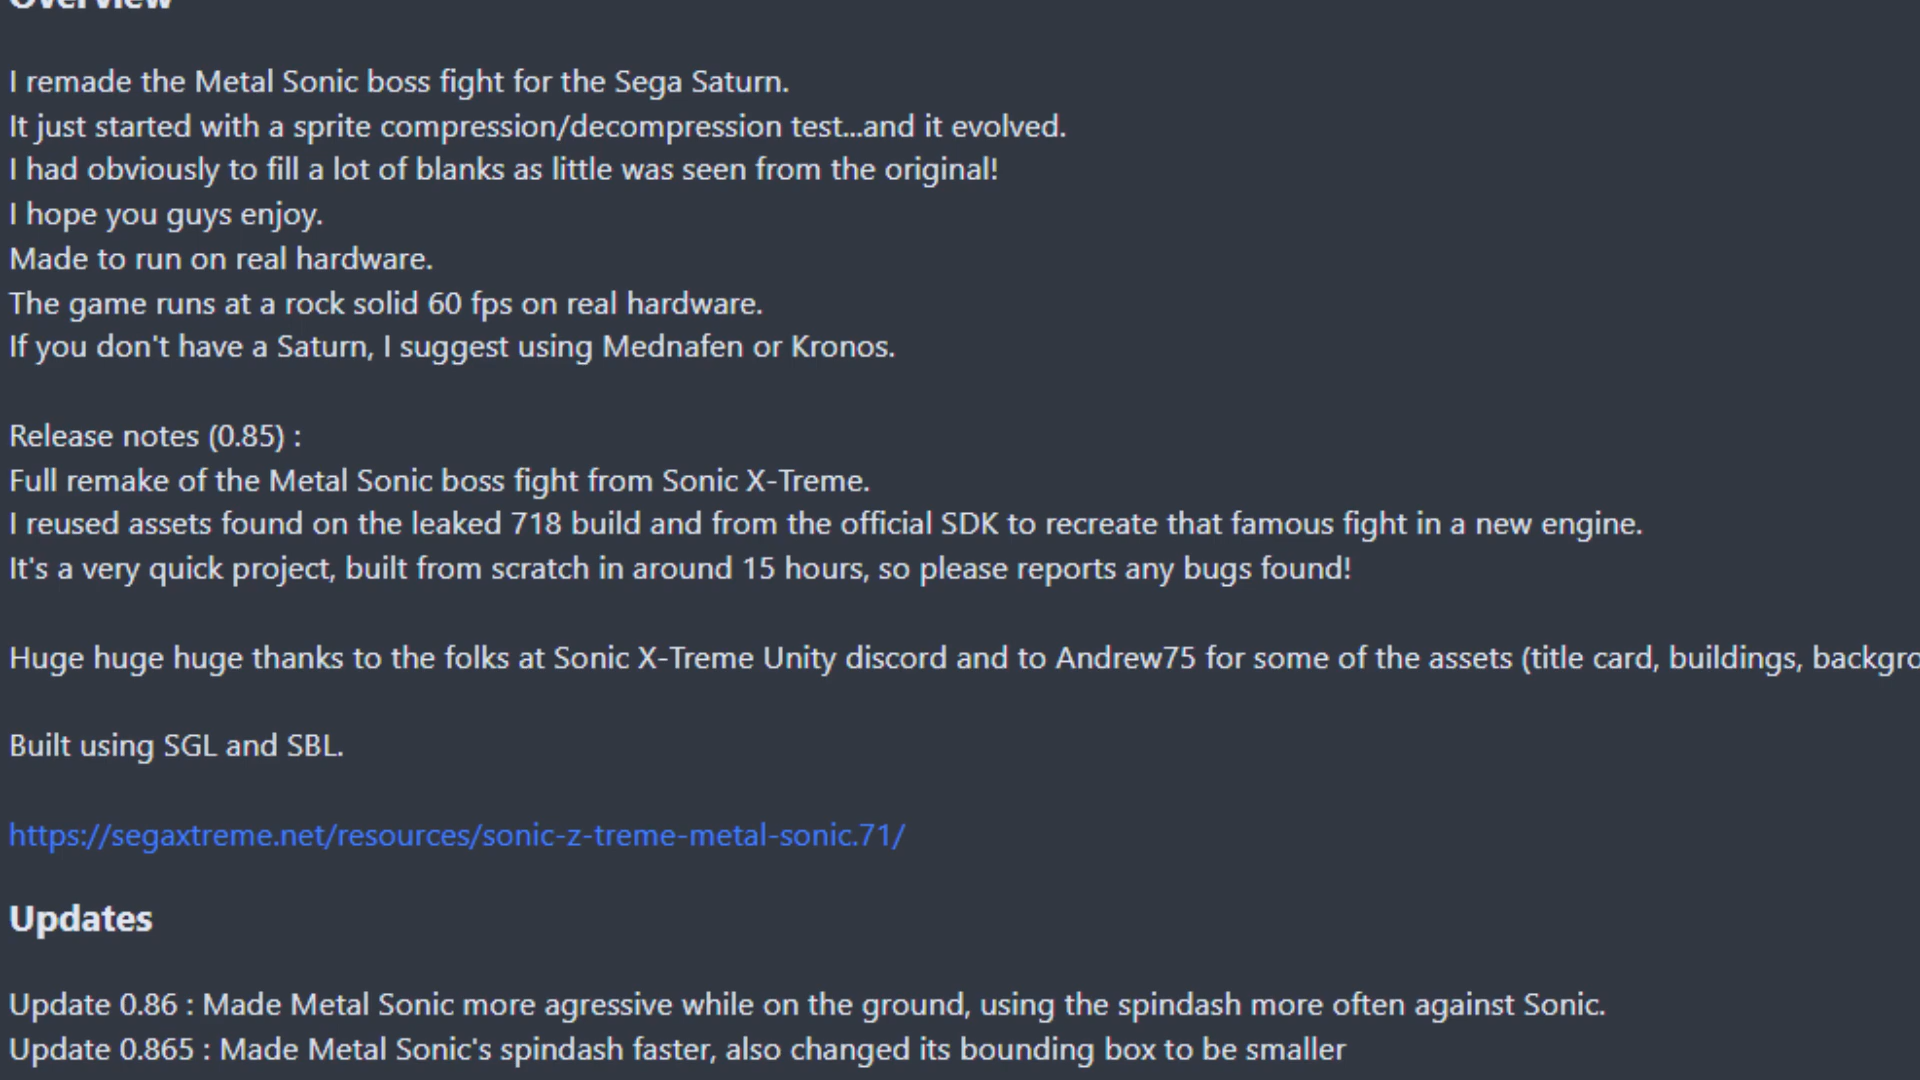 Overview
I remade the Metal Sonic boss fight for the Sega Saturn.
It just started with a sprite compression/decompression test...and it evolved.
I had obviously to fill a lot of blanks as little was seen from the original!
I hope you guys enjoy.
Made to run on real hardware.
The game runs at a rock solid 60 fps on real hardware.
If you don't have a Saturn, I suggest using Mednafen or Kronos.
Release notes (0.85) :
Full remake of the Metal Sonic boss fight from Sonic X-Treme.
I reused assets found on the leaked 718 build and from the official SDK to recreate that famous fight in a new engine.
It's a very quick project, built from scratch in around 15 hours, so please reports any bugs found!
Huge huge huge thanks to the folks at Sonic X-Treme Unity discord and to Andrew75 for some of the assets (title card, buildings, backgro
Built using SGL and SBL.
https://segaxtreme.net/resources/sonic-z-treme-metal-sonic.71/
Updates
Update 0.86 : Made Metal Sonic more agressive while on the ground, using the spindash more often against Sonic.
Update 0.865 : Made Metal Sonic's spindash faster, also changed its bounding box to be smaller